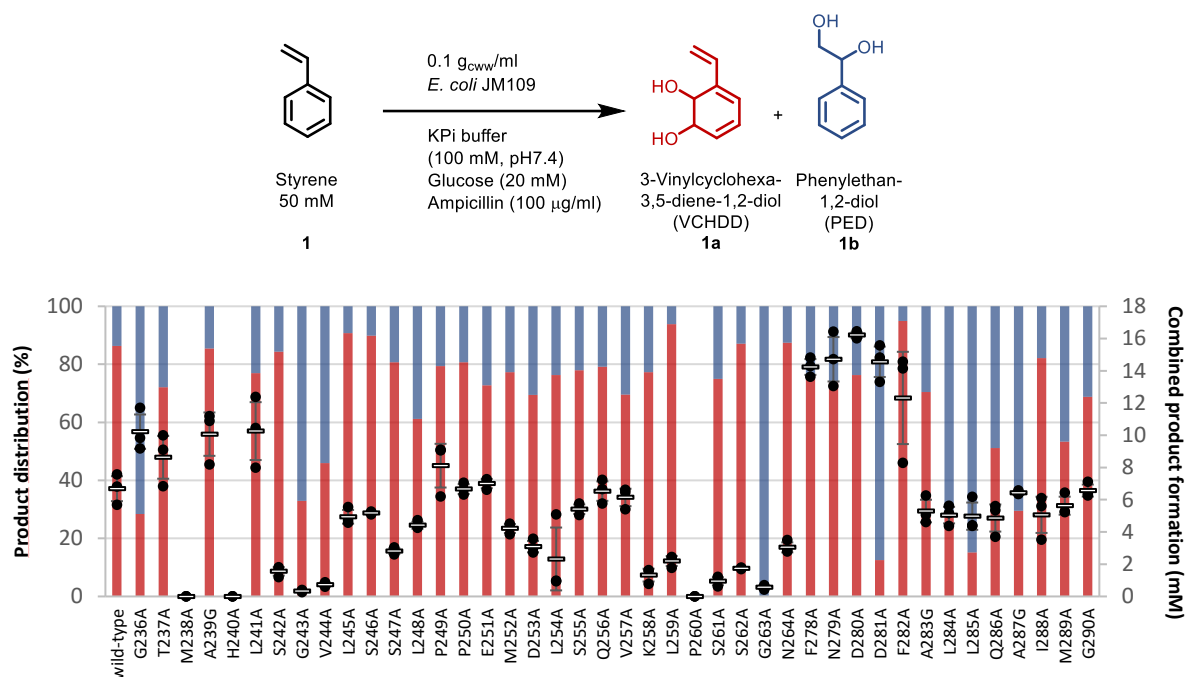 OH
OH
HO
HO
0.1 gcww/ml
E. coli JM109
KPi buffer
(100 mM, pH7.4)
Glucose (20 mM)
Ampicillin (100 μg/ml)
+
Styrene
50 mM
1
3-Vinylcyclohexa-
3,5-diene-1,2-diol
(VCHDD)
1a
Phenylethan-
1,2-diol
(PED)
1b
Product distribution (%)
100
80
60
40
20
0
18
16
14
12
10
8
6
4
2
0
Combined product formation (mM)
wild-type
G236A
T237A
M238A
A239G
H240A
L241A
S242A
G243A
V244A
L245A
S246A
S247A
L248A
P249A
P250A
E251A
M252A
D253A
L254A
S255A
Q256A
V257A
K258A
L259A
P260A
S261A
S262A
G263A
N264A
F278A
N279A
D280A
D281A
F282A
A283G
L284A
L285A
Q286A
A287G
I288A
M289A
G290A